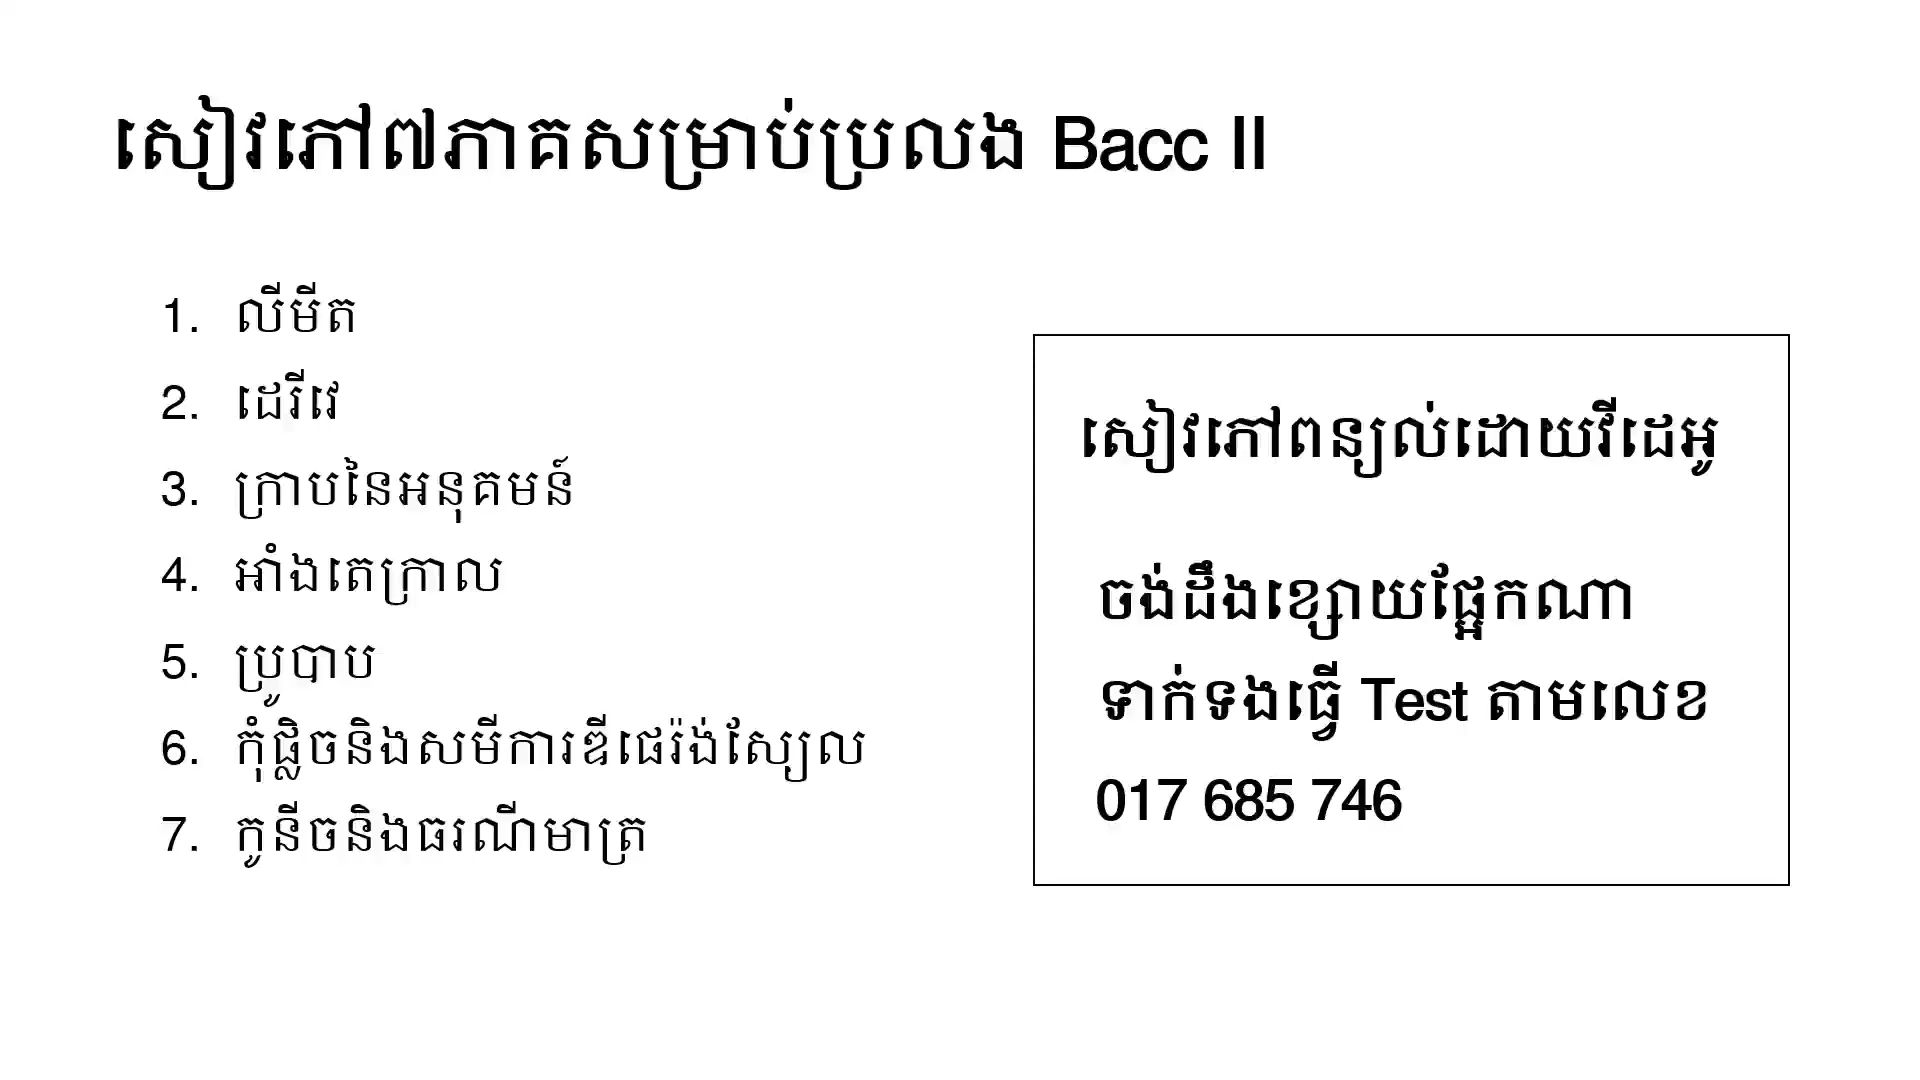 សៀវភៅ៧ភាគសម្រាប់ប្រលង Bacc II
1. លីមីត
2. ដេរីវេ
3. ក្រាបនៃអនុគមន៍
4. អាំងតេក្រាល
5. ប្រូបាប
6. កុំផ្លិចនិងសមីការឌីផេរ៉ង់ស្យែល
7. កូនីចនិងធរណីមាត្រ
សៀវភៅពន្យល់ដោយវីដេអូ
ចង់ដឹងខ្សោយផ្អែកណា
ទាក់ទងធ្វើ Test តាមលេខ
017 685 746